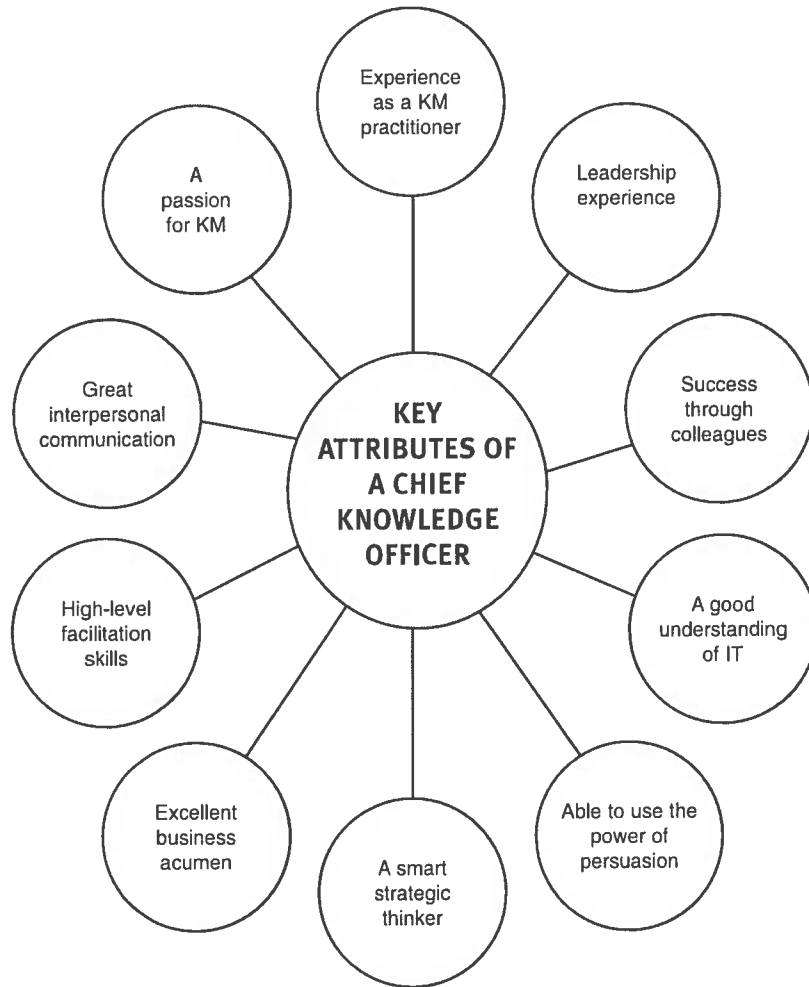 Experience
as a KM
practitioner
Leadership
experience
Success
through
colleagues
A good
understanding
of IT
Able to use the
power of
persuasion
A smart
strategic
thinker
Excellent
business
acumen
High-level
facilitation
skills
Great
interpersonal
communication
A
passion
for KM
KEY
ATTRIBUTES OF
A CHIEF
KNOWLEDGE
OFFICER